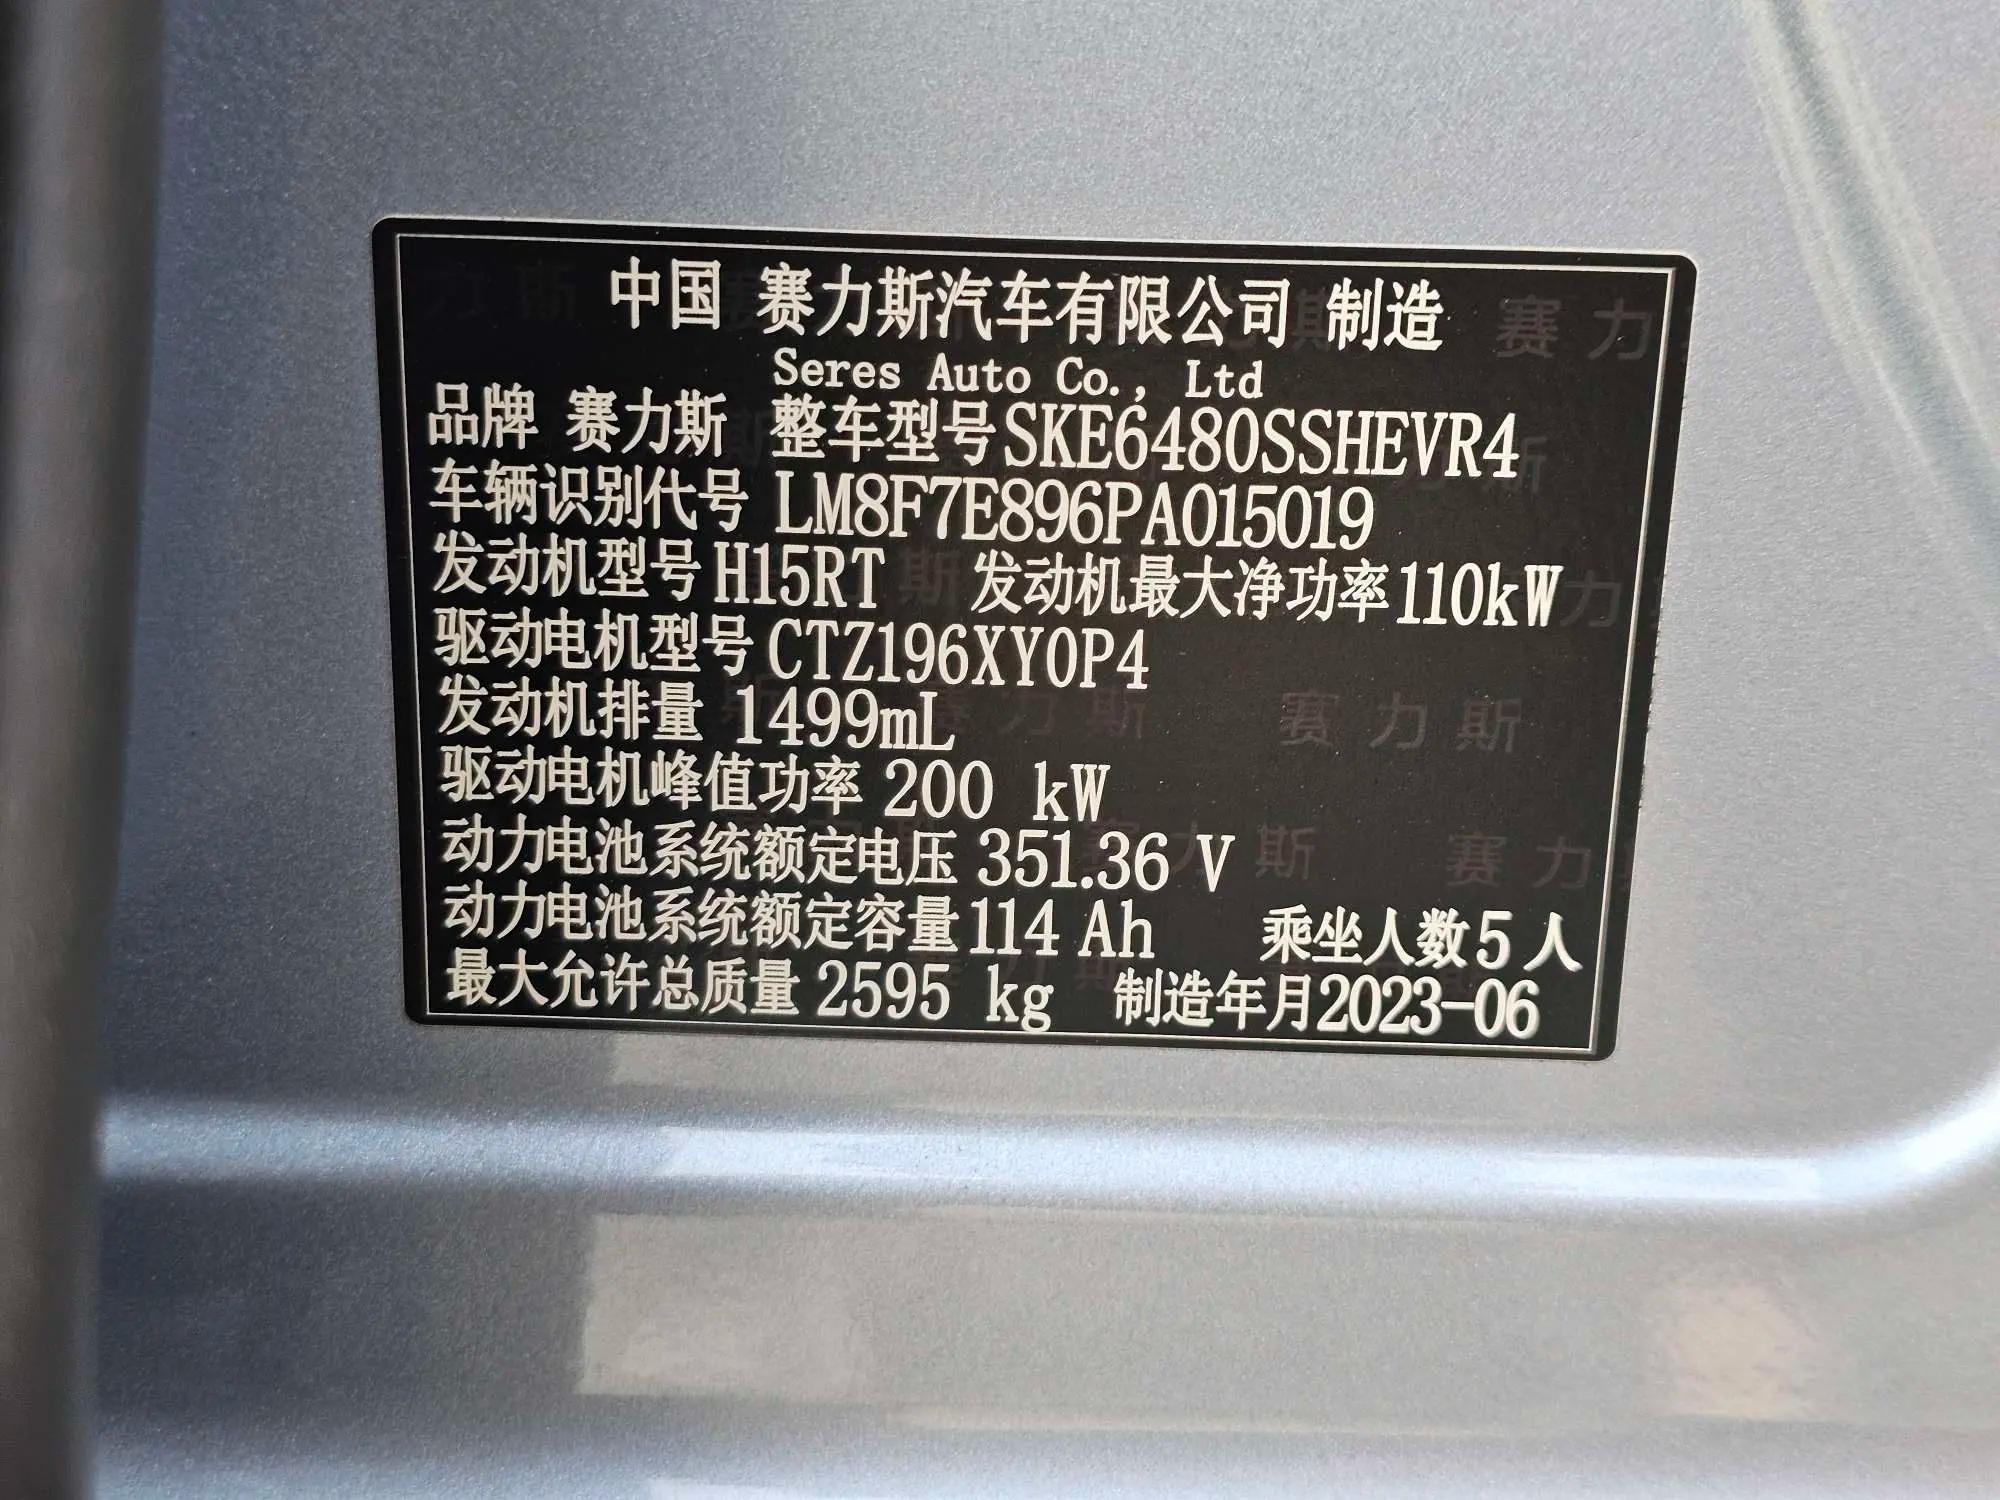 中国 赛力斯汽车有限公司 制造
Seres Auto Co., Ltd
品牌 赛力斯 整车型号SKE6480SSHEVR4
车辆识别代号 LM8F7E896PA015019
发动机型号H15RT 发动机最大净功率110kW
驱动电机型号CTZ196XY0P4
发动机排量 1499mL
驱动电机峰值功率 200 kW
动力电池系统额定电压 351.36 V
动力电池系统额定容量114 Ah 乘坐人数5人
最大允许总质量 2595 kg 制造年月2023-06